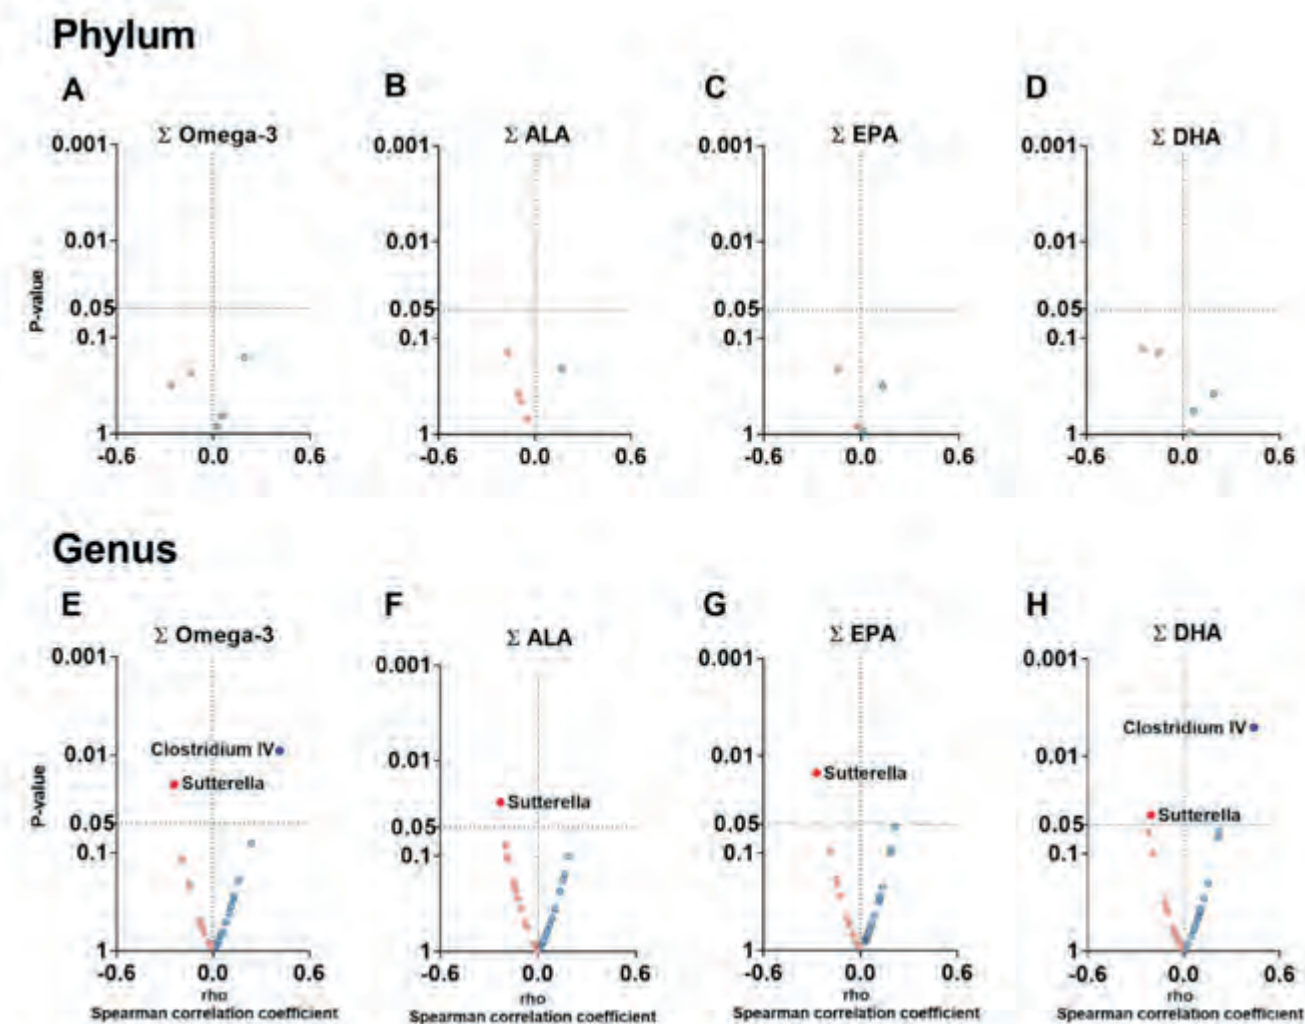 Phylum
A
B
C
D
Σ Omega-3
Σ ALA
Σ EPA
Σ DHA
0.001
0.001
0.001
0.001
0.01
0.01
0.01
0.01
P-value
0.05
0.05
0.05
0.05
0.1
0.1
0.1
0.1
1
1
1
1
-0.6 0.0 0.6
-0.6 0.0 0.6
-0.6 0.0 0.6
-0.6 0.0 0.6
Genus
E
F
G
H
Σ Omega-3
Σ ALA
Σ EPA
Σ DHA
0.001
0.001
0.001
0.001
Clostridium IV
Clostridium IV
0.01
0.01
0.01
0.01
Sutterella
Sutterella
Sutterella
Sutterella
P-value
0.05
0.05
0.05
0.05
0.1
0.1
0.1
0.1
1
1
1
1
-0.6 0.0 0.6
-0.6 0.0 0.6
-0.6 0.0 0.6
-0.6 0.0 0.6
rho
rho
rho
rho
Spearman correlation coefficient
Spearman correlation coefficient
Spearman correlation coefficient
Spearman correlation coefficient